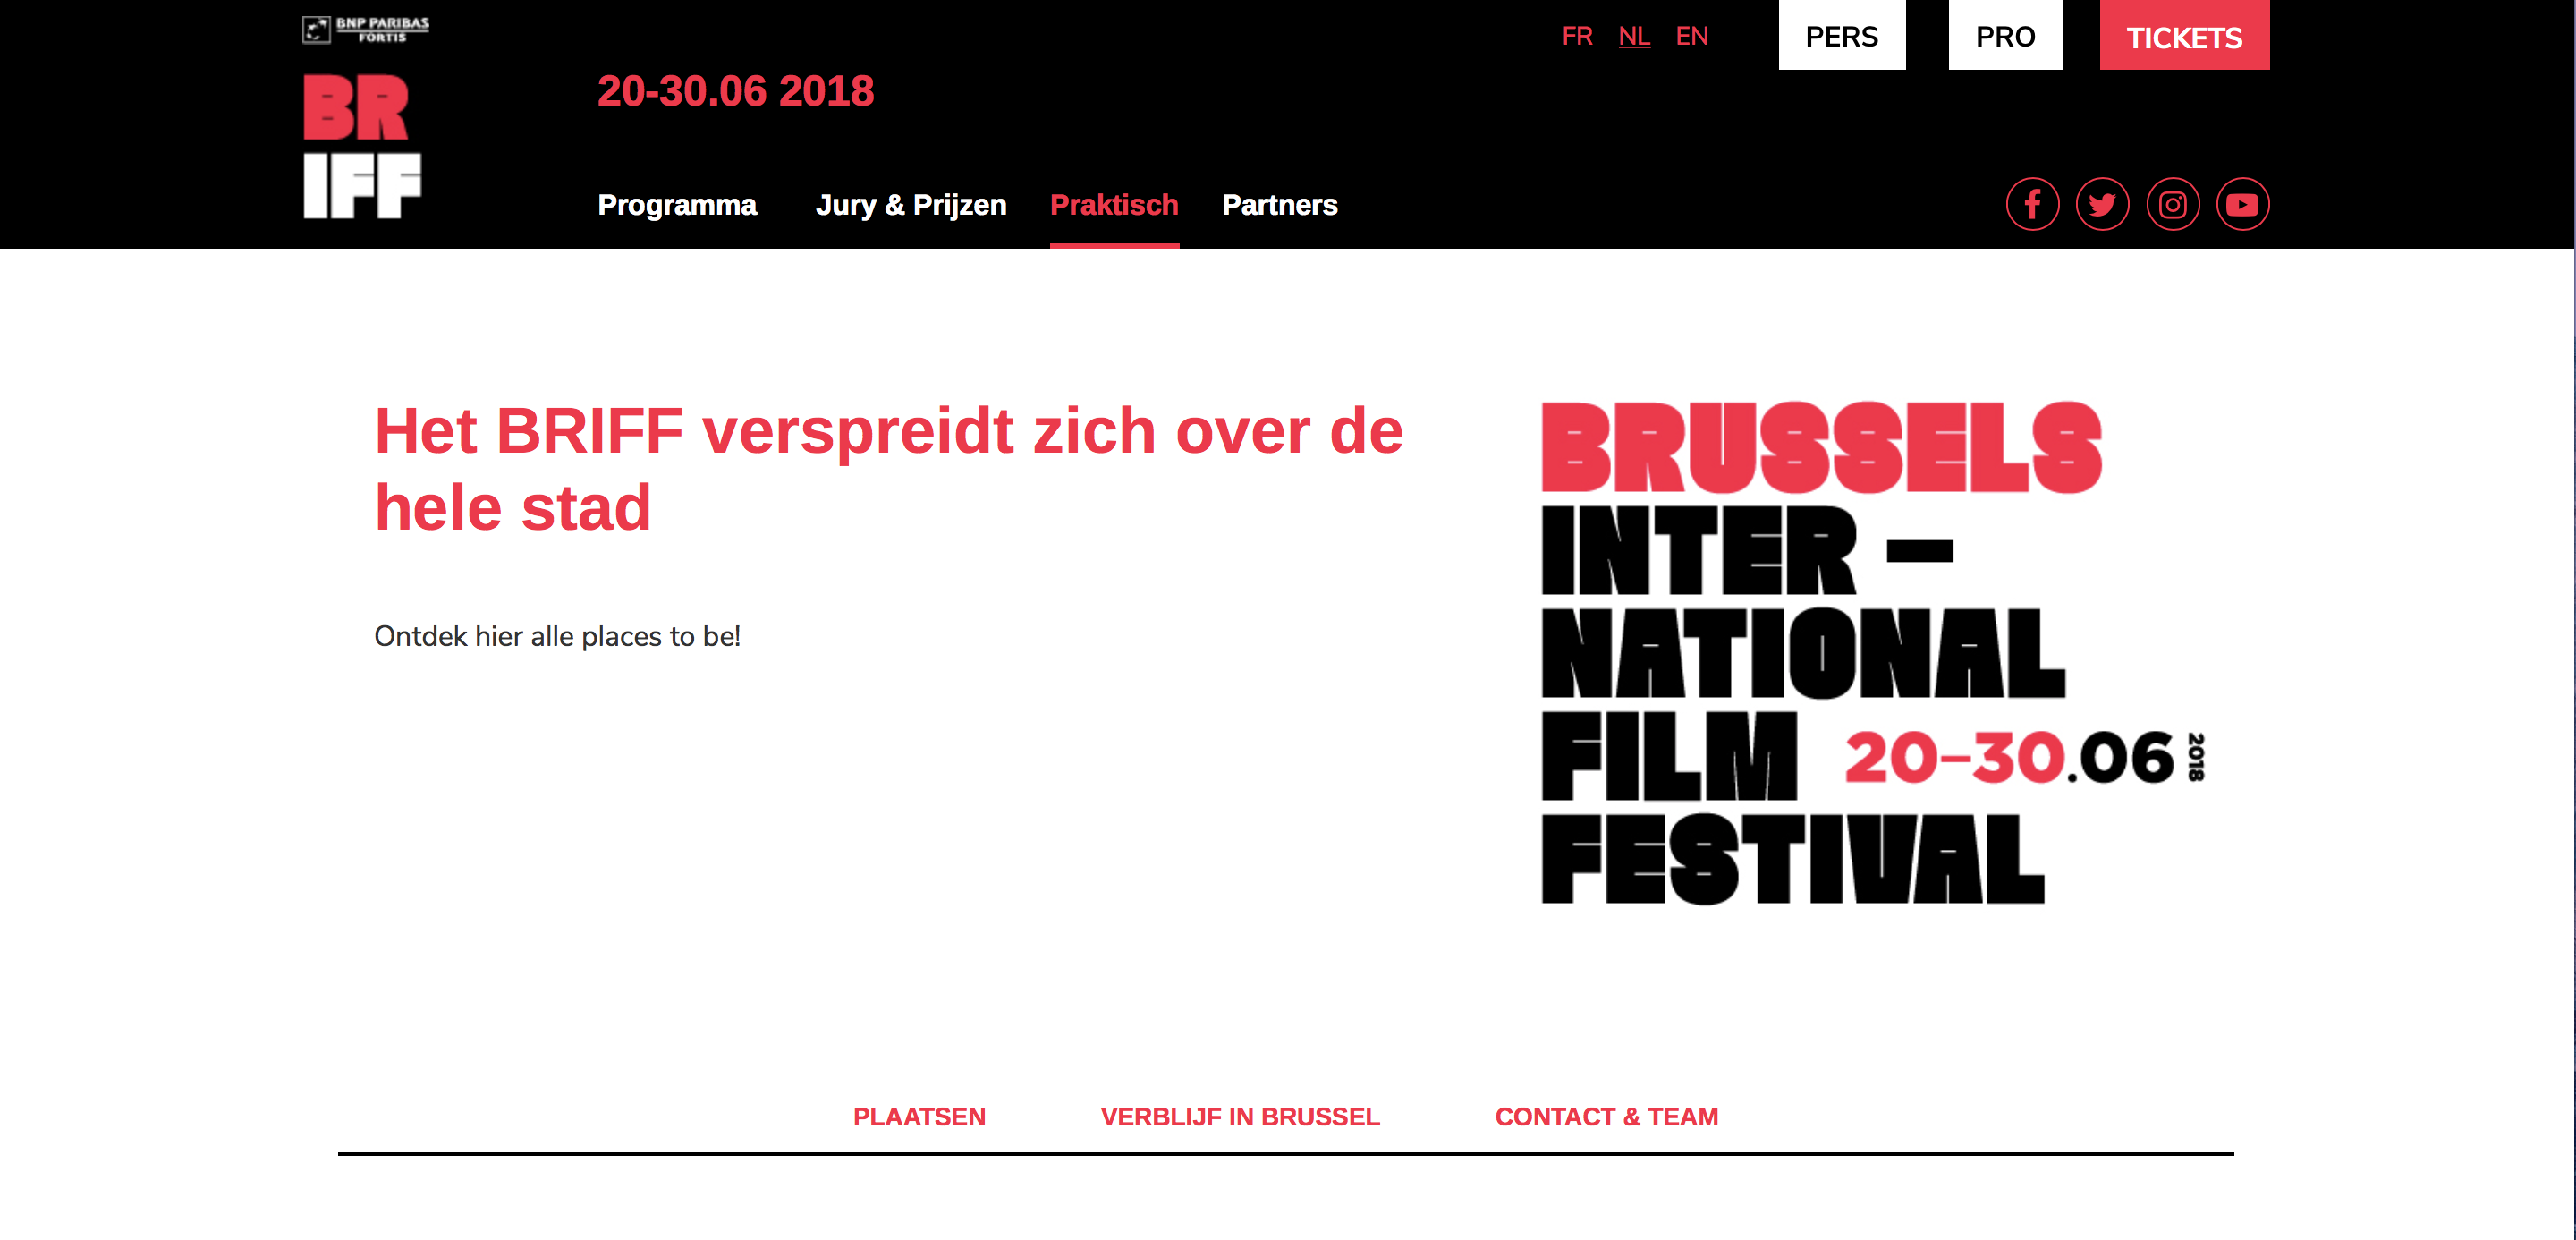 BNP PARIBAS
FORTIS
BR
IFF
20-30.06 2018
FR NL EN
PERS
PRO
TICKETS
Programma
Jury & Prijzen
Praktisch
Partners
Het BRIFF verspreidt zich over de
hele stad
Ontdek hier alle places to be!
BRUSSELS
INTER –
NATIONAL
FILM 20–30.06 2018
FESTIVAL
PLAATSEN
VERBLIJF IN BRUSSEL
CONTACT & TEAM